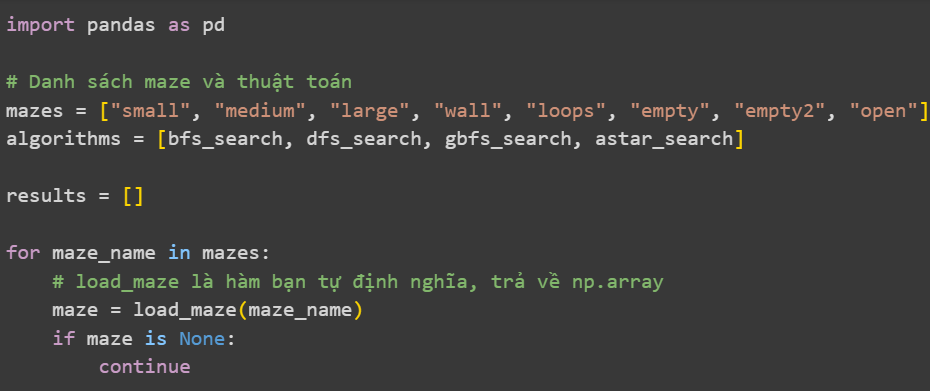 import pandas as pd
# Danh sách maze và thuật toán
mazes = ["small", "medium", "large", "wall", "loops", "empty", "empty2", "open"]
algorithms = [bfs_search, dfs_search, gbfs_search, astar_search]
results = []
for maze_name in mazes:
    # load_maze là hàm bạn tự định nghĩa, trả về np.array
    maze = load_maze(maze_name)
    if maze is None:
        continue